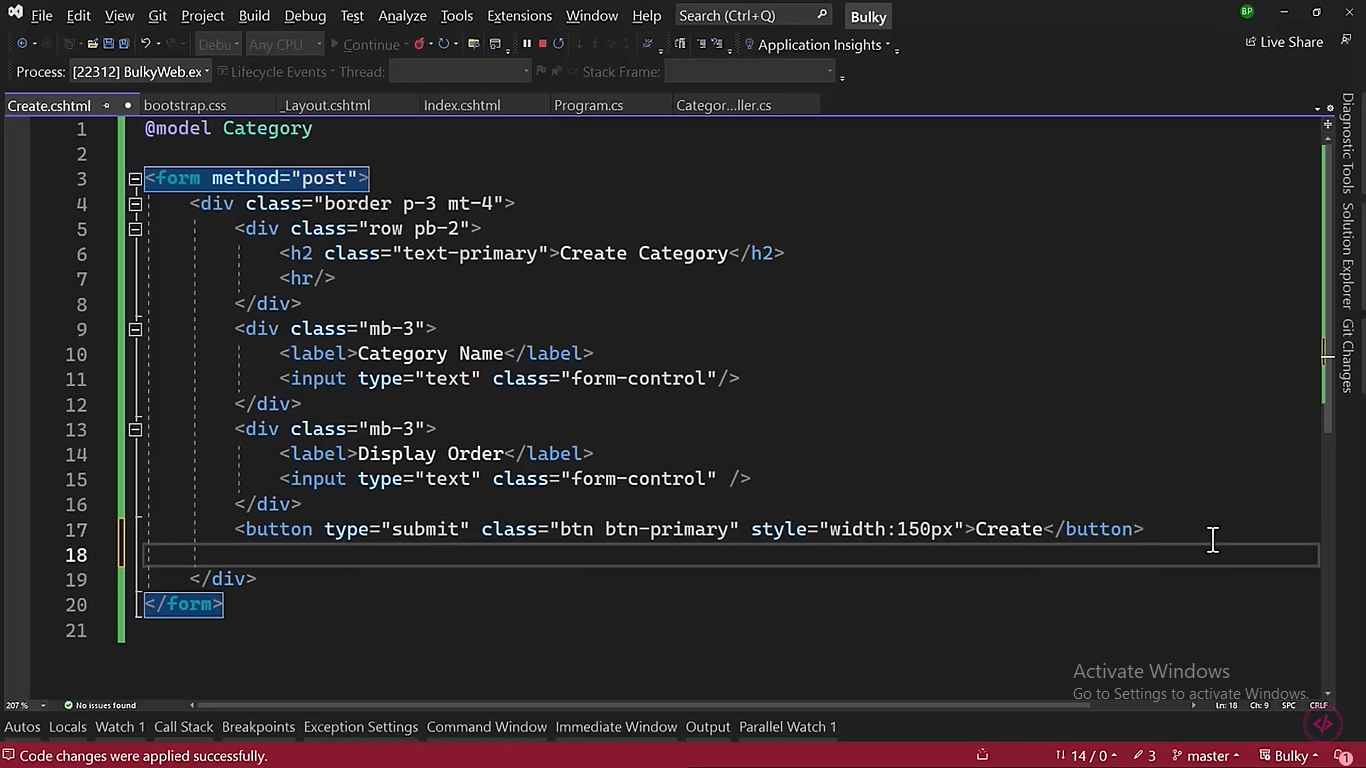 File Edit View Git Project Build Debug Test Analyze Tools Extensions Window Help Search (Ctrl+Q) Bulky BP
Debug Any CPU Continue Application Insights Live Share
Process: [22312] BulkyWeb.ex Lifecycle Events Thread: Stack Frame:
Create.cshtml bootstrap.css _Layout.cshtml Index.cshtml Program.cs Categor...ller.cs
1 @model Category
2
3 <form method="post">
4 <div class="border p-3 mt-4">
5 <div class="row pb-2">
6 <h2 class="text-primary">Create Category</h2>
7 <hr/>
8 </div>
9 <div class="mb-3">
10 <label>Category Name</label>
11 <input type="text" class="form-control"/>
12 </div>
13 <div class="mb-3">
14 <label>Display Order</label>
15 <input type="text" class="form-control" />
16 </div>
17 <button type="submit" class="btn btn-primary" style="width:150px">Create</button>
18
19 </div>
20 </form>
21
Diagnostic Tools
Solution Explorer
Git Changes
Activate Windows
Go to Settings to activate Windows.
207 % No issues found Ln: 18 Ch: 9 SPC CRLF
Autos Locals Watch 1 Call Stack Breakpoints Exception Settings Command Window Immediate Window Output Parallel Watch 1
Code changes were applied successfully. 14 / 0 3 master Bulky 1